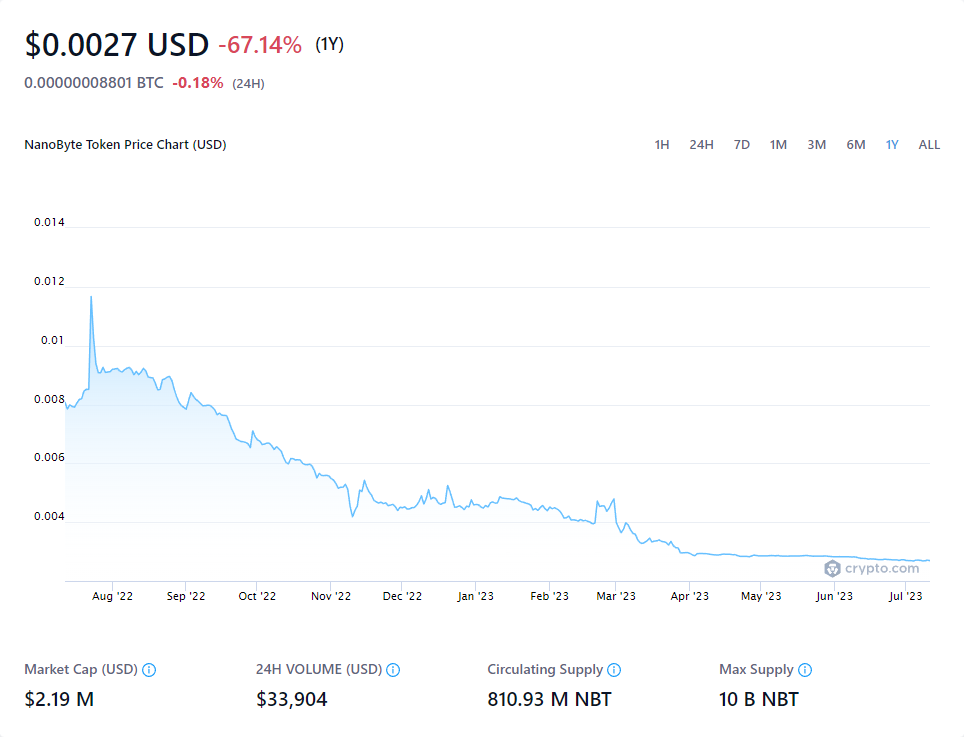 $0.0027 USD -67.14% (1Y)
0.00000008801 BTC -0.18% (24H)
NanoByte Token Price Chart (USD) 1H 24H 7D 1M 3M 6M 1Y ALL
0.014
0.012
0.01
0.008
0.006
0.004
crypto.com
Aug '22 Sep '22 Oct '22 Nov '22 Dec '22 Jan '23 Feb '23 Mar '23 Apr '23 May '23 Jun '23 Jul '23
Market Cap (USD) 24H VOLUME (USD) Circulating Supply Max Supply
$2.19 M $33,904 810.93 M NBT 10 B NBT